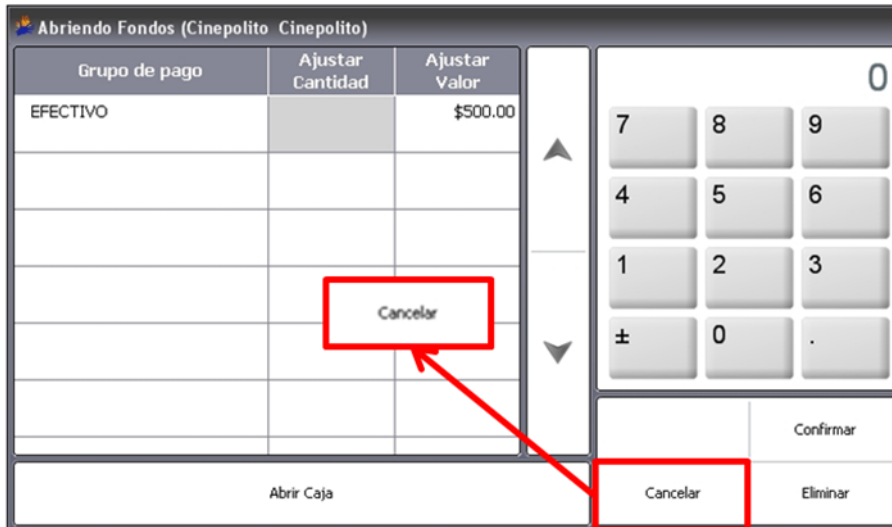 Abriendo Fondos (Cinepolito Cinepolito)
Grupo de pago
Ajustar
Cantidad
Ajustar
Valor
EFECTIVO
$500.00
Cancelar
Abrir Caja
0
7 8 9
4 5 6
1 2 3
± 0 .
Confirmar
Cancelar
Eliminar